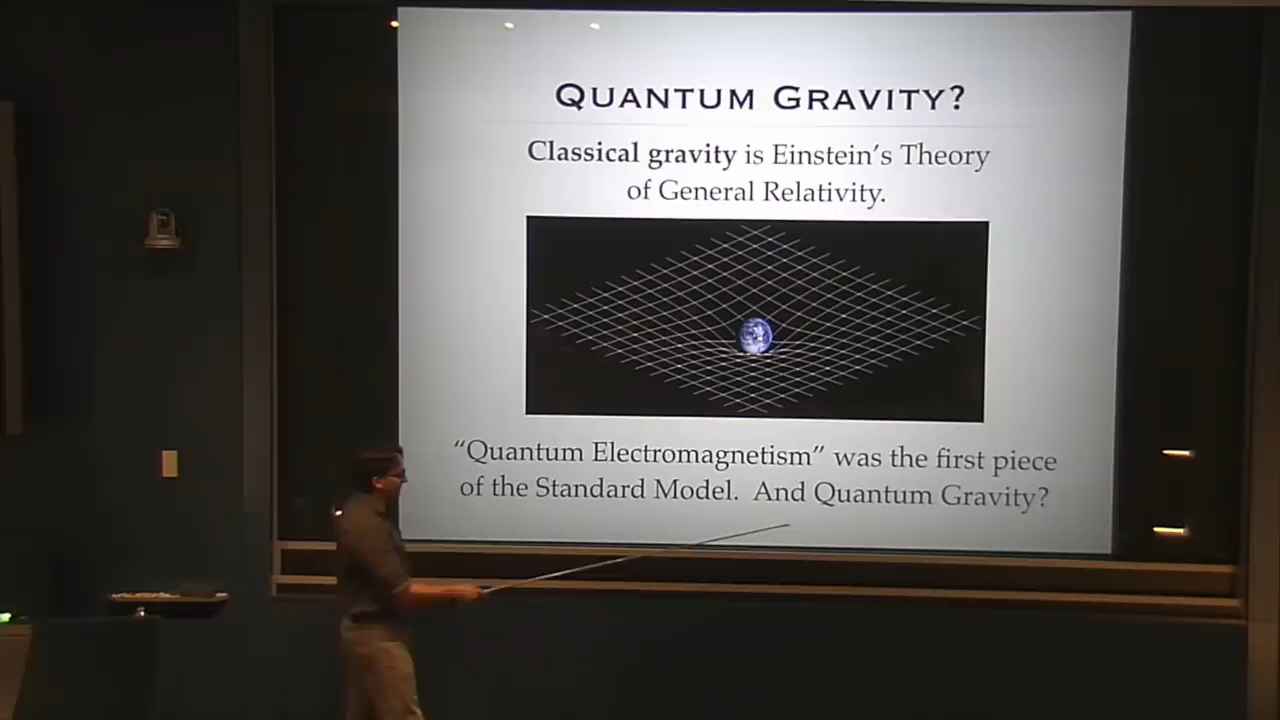 QUANTUM GRAVITY?
Classical gravity is Einstein's Theory
of General Relativity.
“Quantum Electromagnetism” was the first piece
of the Standard Model. And Quantum Gravity?